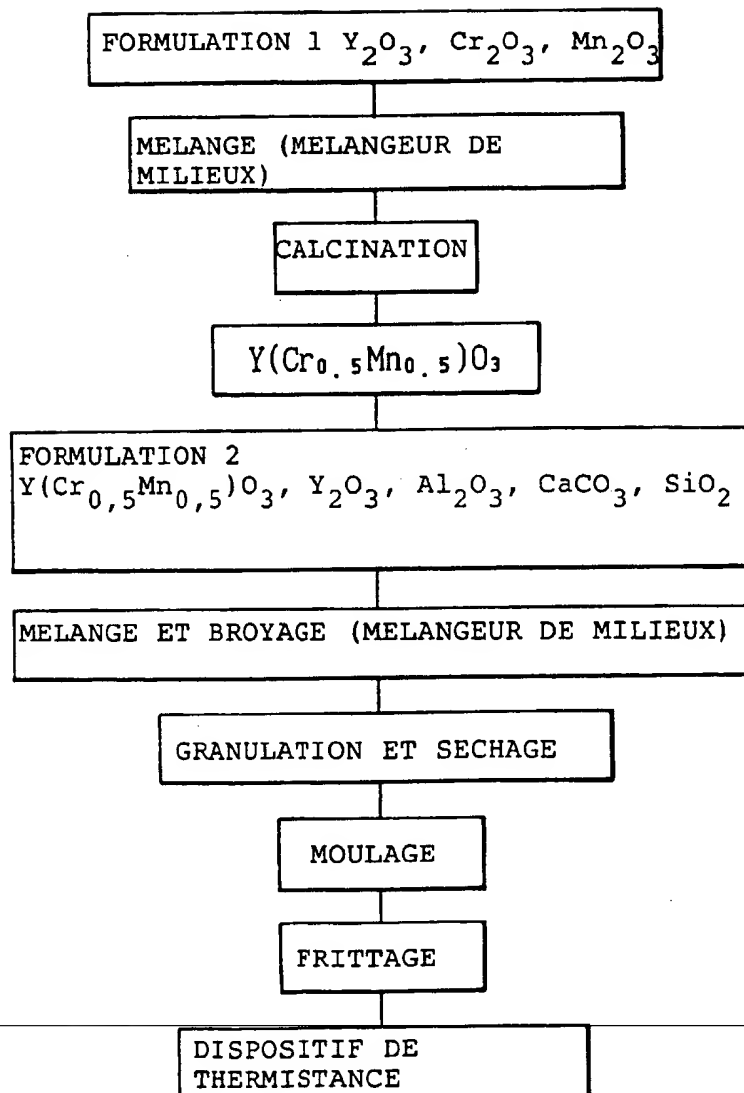 FORMULATION 1 Y₂O₃, Cr₂O₃, Mn₂O₃
MELANGE (MELANGEUR DE
MILIEUX)
CALCINATION
Y(Cr₀.₅Mn₀.₅)O₃
FORMULATION 2
Y(Cr₀,₅Mn₀,₅)O₃, Y₂O₃, Al₂O₃, CaCO₃, SiO₂
MELANGE ET BROYAGE (MELANGEUR DE MILIEUX)
GRANULATION ET SECHAGE
MOULAGE
FRITTAGE
DISPOSITIF DE
THERMISTANCE